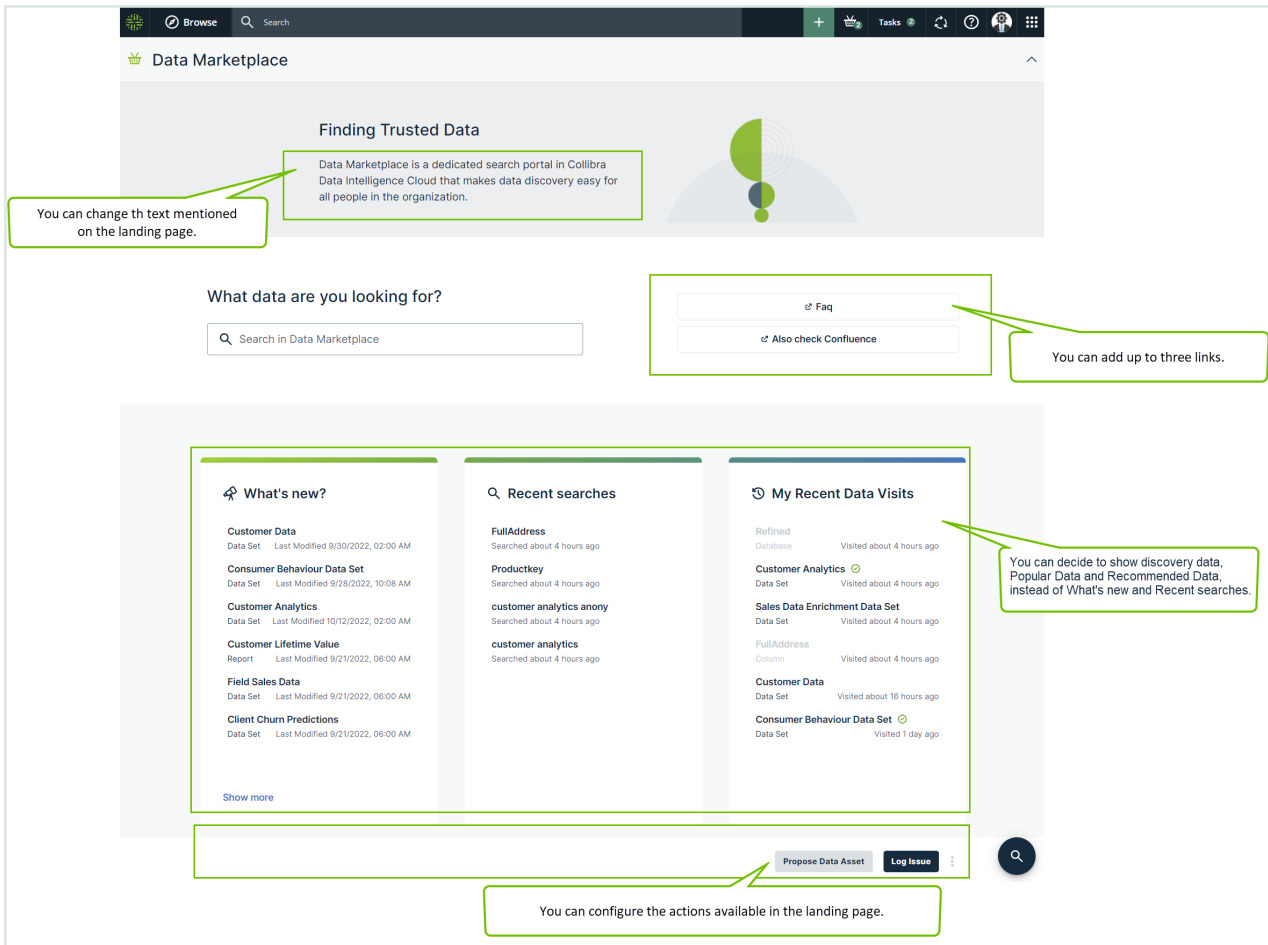 Browse
Search
2
Tasks 2
Data Marketplace
Finding Trusted Data
Data Marketplace is a dedicated search portal in Collibra
Data Intelligence Cloud that makes data discovery easy for
all people in the organization.
You can change th text mentioned
on the landing page.
What data are you looking for?
Search in Data Marketplace
Faq
Also check Confluence
You can add up to three links.
What's new?
Customer Data
Data Set Last Modified 9/30/2022, 02:00 AM
Consumer Behaviour Data Set
Data Set Last Modified 9/28/2022, 10:08 AM
Customer Analytics
Data Set Last Modified 10/12/2022, 02:00 AM
Customer Lifetime Value
Report Last Modified 9/21/2022, 06:00 AM
Field Sales Data
Data Set Last Modified 9/21/2022, 06:00 AM
Client Churn Predictions
Data Set Last Modified 9/21/2022, 06:00 AM
Show more
Recent searches
FullAddress
Searched about 4 hours ago
Productkey
Searched about 4 hours ago
customer analytics anony
Searched about 4 hours ago
customer analytics
Searched about 4 hours ago
My Recent Data Visits
Refined
Database Visited about 4 hours ago
Customer Analytics
Data Set Visited about 4 hours ago
Sales Data Enrichment Data Set
Data Set Visited about 4 hours ago
FullAddress
Column Visited about 4 hours ago
Customer Data
Data Set Visited about 16 hours ago
Consumer Behaviour Data Set
Data Set Visited 1 day ago
You can decide to show discovery data,
Popular Data and Recommended Data,
instead of What's new and Recent searches.
Propose Data Asset
Log Issue
You can configure the actions available in the landing page.